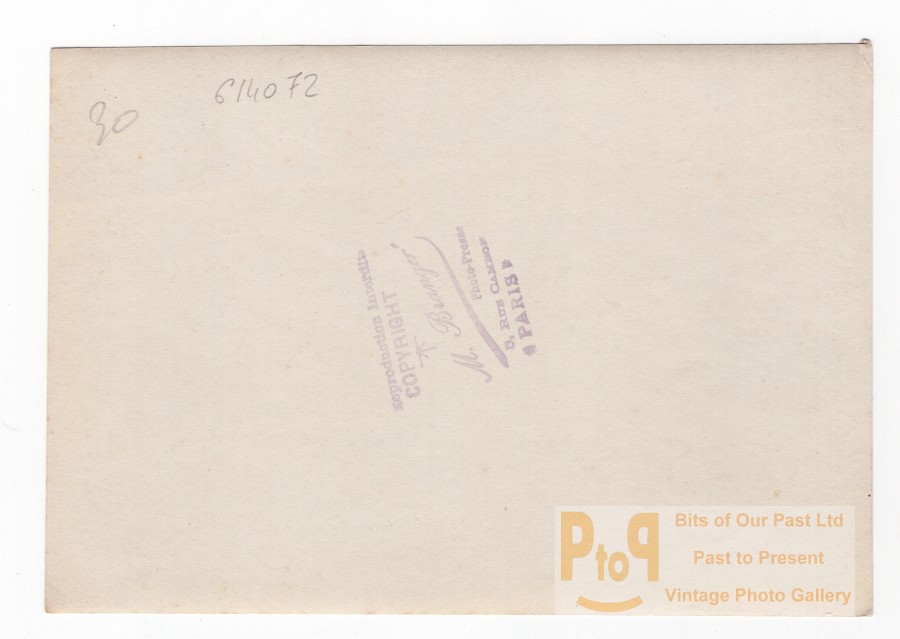 614072
30
Reproduction Interdite
COPYRIGHT
M. Branger
Photo-Presse
5, RUE CAMBON
PARIS
PtoP
Bits of Our Past Ltd
Past to Present
Vintage Photo Gallery